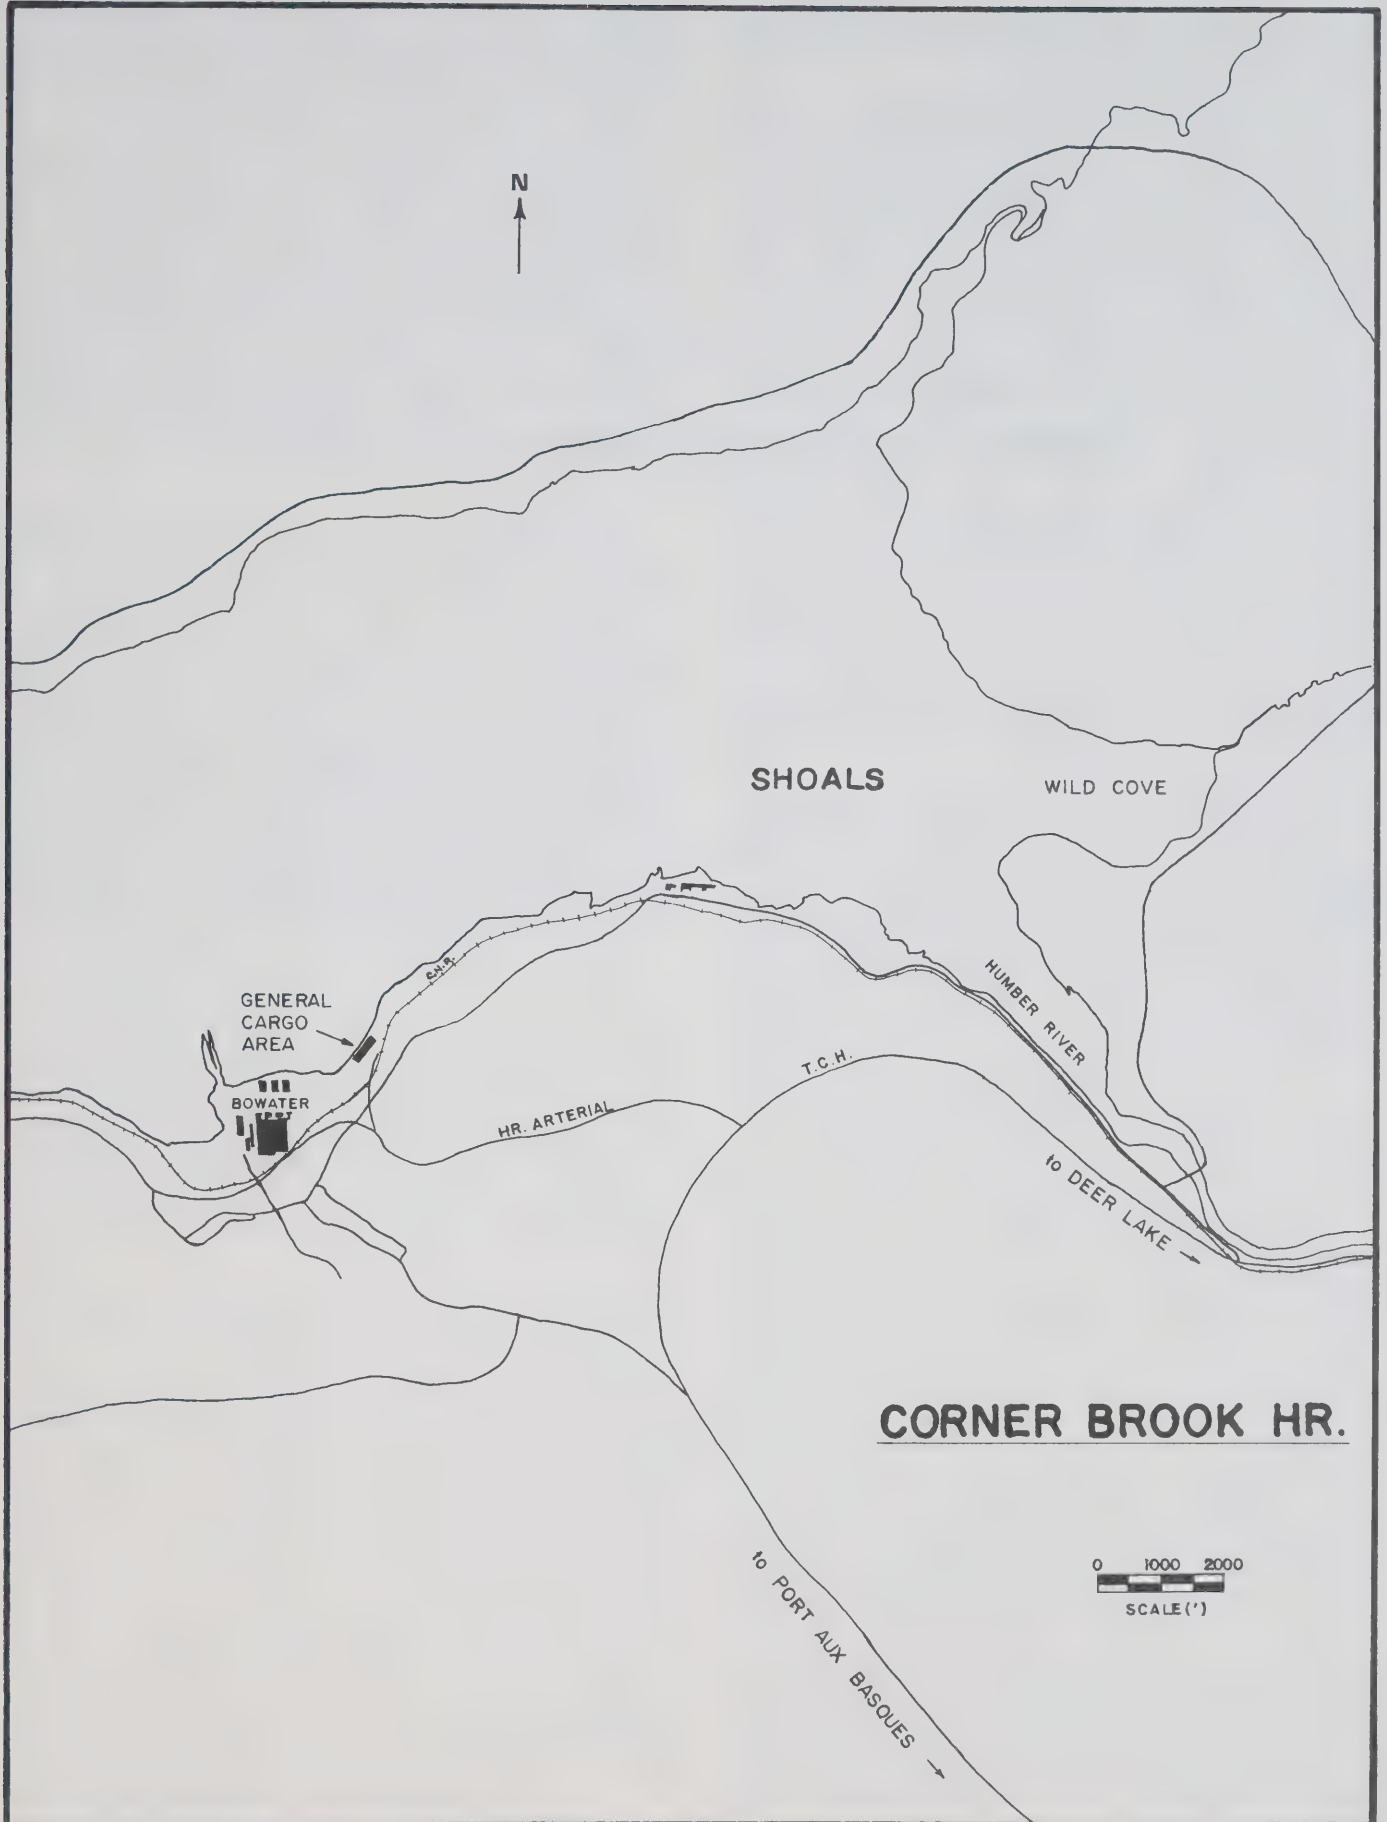 N
SHOALS
WILD COVE
C.N.R.
HUMBER RIVER
GENERAL
CARGO
AREA
T.C.H.
BOWATER
HR. ARTERIAL
to DEER LAKE
CORNER BROOK HR.
0 1000 2000
SCALE (')
to PORT AUX BASQUES